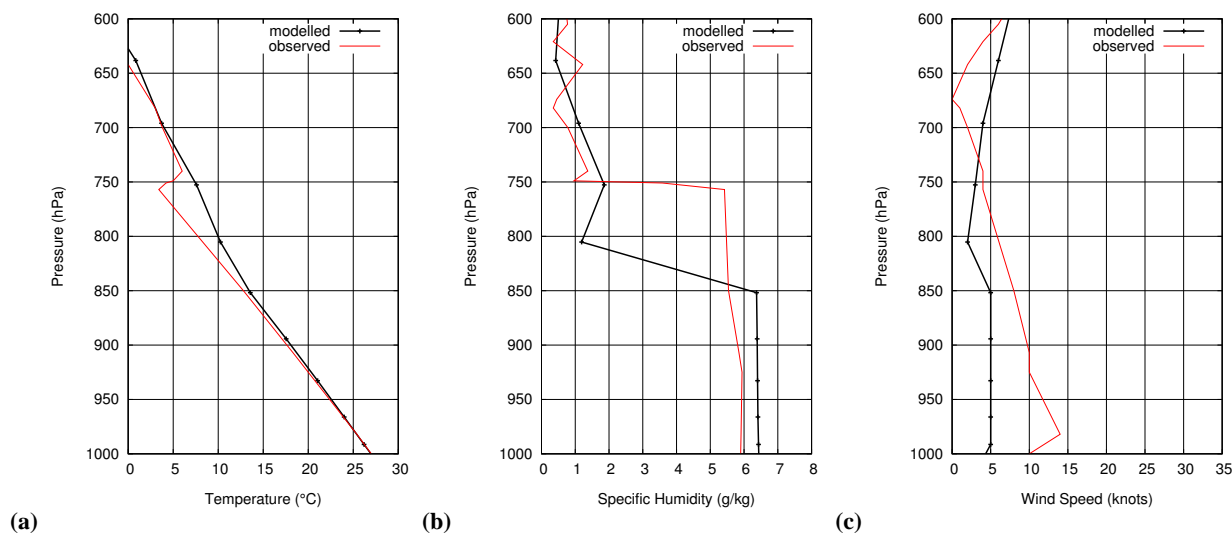 modelled
observed
600
650
700
750
800
850
900
950
1000
Pressure (hPa)
0 5 10 15 20 25 30
Temperature (°C)
(a)
modelled
observed
600
650
700
750
800
850
900
950
1000
Pressure (hPa)
0 1 2 3 4 5 6 7 8
Specific Humidity (g/kg)
(b)
modelled
observed
600
650
700
750
800
850
900
950
1000
Pressure (hPa)
0 5 10 15 20 25 30 35
Wind Speed (knots)
(c)